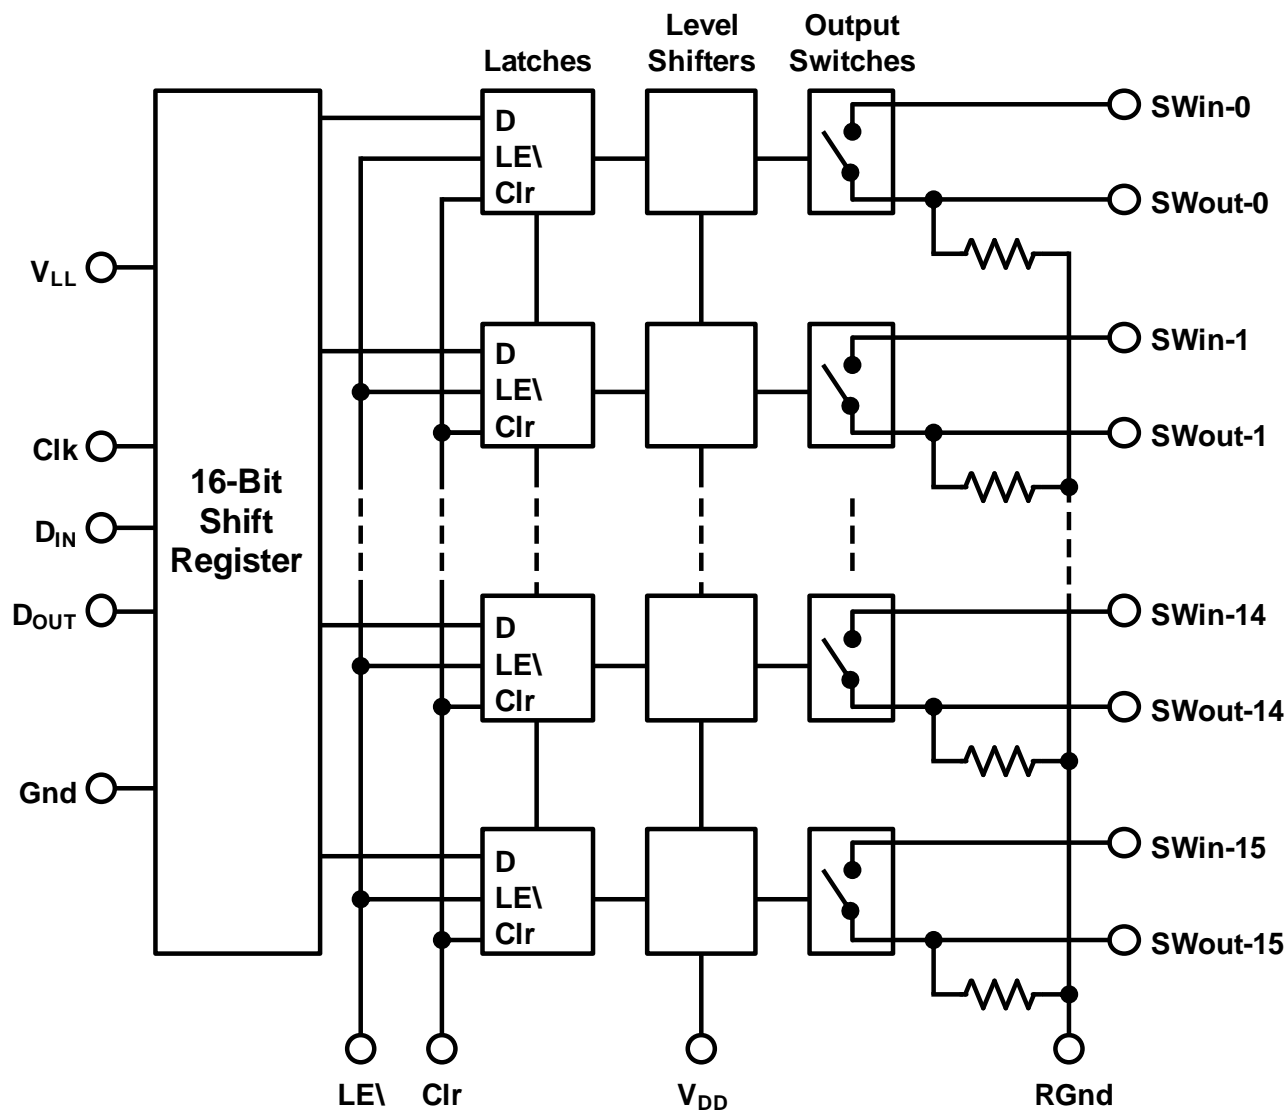 Latches
Level
Shifters
Output
Switches
D
LE\
Clr
SWin-0
SWout-0
VLL
D
LE\
Clr
SWin-1
SWout-1
Clk
DIN
DOUT
Gnd
16-Bit
Shift
Register
D
LE\
Clr
SWin-14
SWout-14
D
LE\
Clr
SWin-15
SWout-15
LE\
Clr
VDD
RGnd